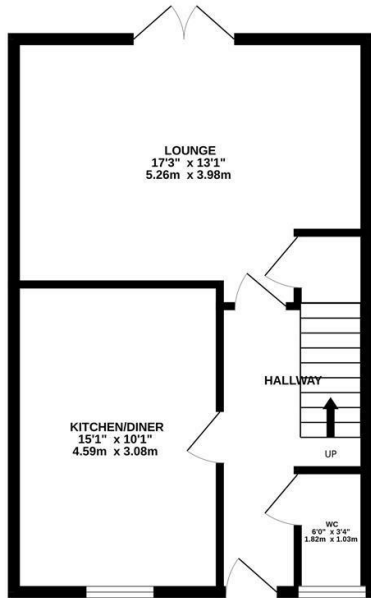 LOUNGE
17'3" x 13'1"
5.26m x 3.98m
HALLWAY
KITCHEN/DINER
15'1" x 10'1"
4.59m x 3.08m
UP
WC
6'0" x 3'4"
1.82m x 1.03m